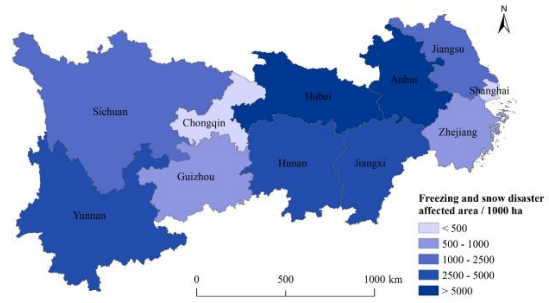 N
Jiangsu
Anhui
Shanghai
Sichuan
Hubei
Chongqin
Zhejiang
Hunan
Jiangxi
Guizhou
Yunnan
Freezing and snow disaster
affected area / 1000 ha
< 500
500 - 1000
1000 - 2500
2500 - 5000
> 5000
0 500 1000 km